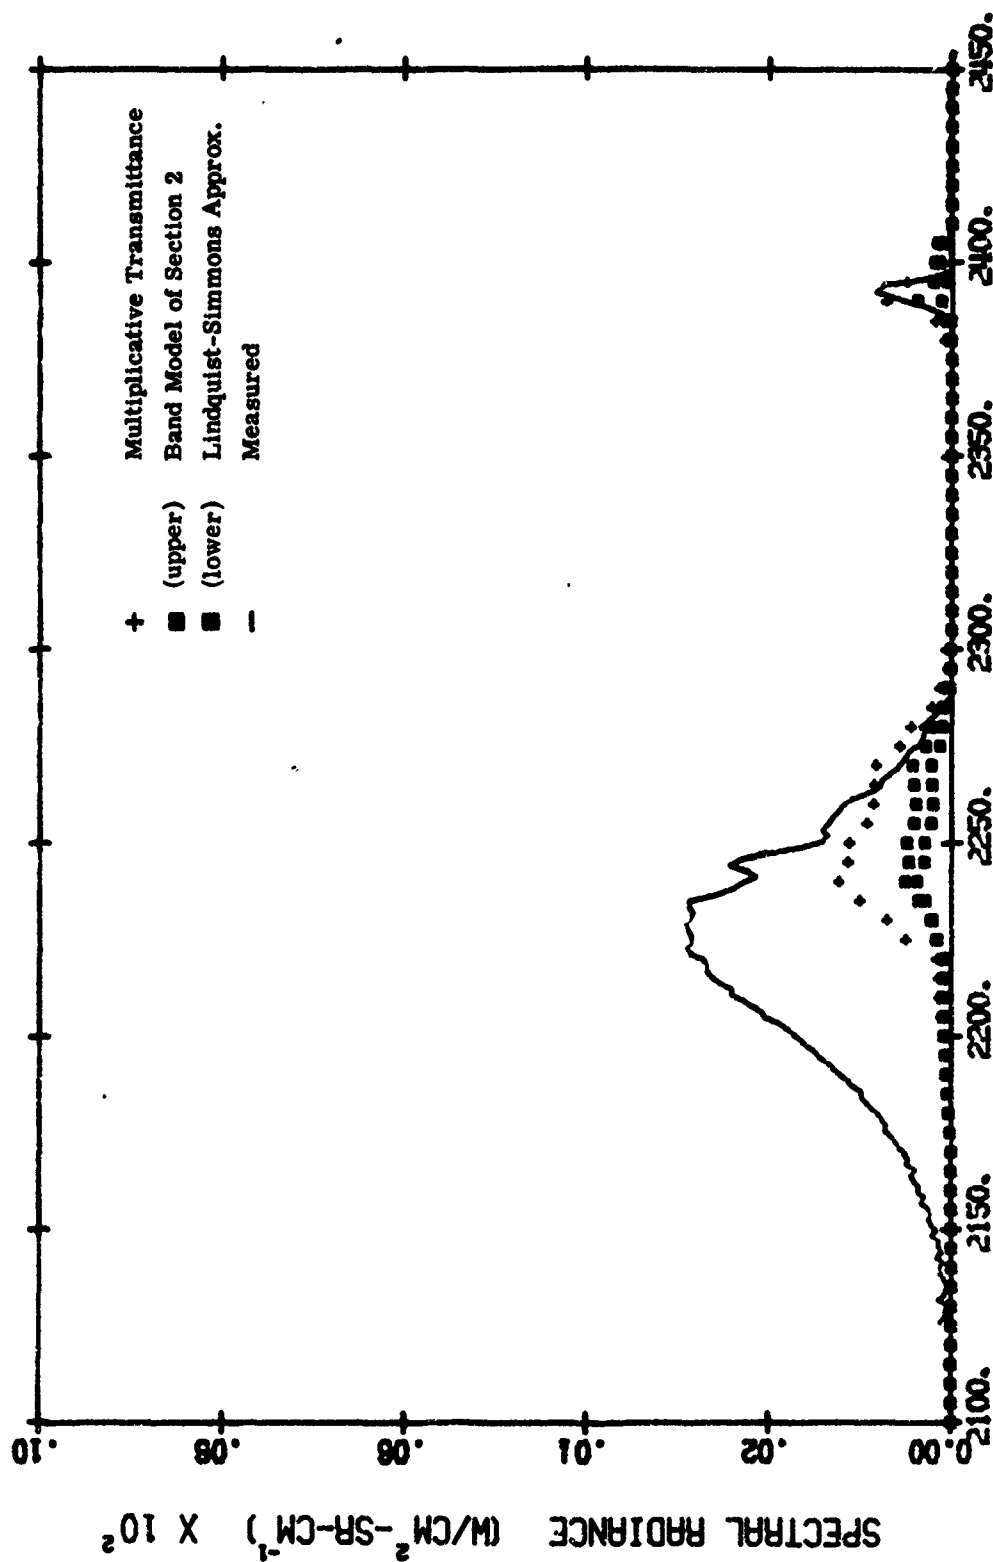 SPECTRAL RADIANCE (W/CM²-SR-CM⁻¹) X 10²
.10
.08
.06
.04
.02
0.00
+ Multiplicative Transmittance
■ (upper) Band Model of Section 2
■ (lower) Lindquist-Simmons Approx.
— Measured
2100. 2150. 2200. 2250. 2300. 2350. 2400. 2450.